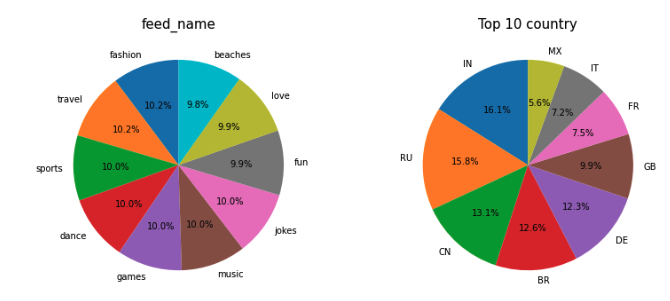 feed_name
fashion
beaches
travel
love
sports
fun
dance
jokes
games
music
10.2%
9.8%
10.2%
9.9%
10.0%
9.9%
10.0%
10.0%
10.0%
10.0%
Top 10 country
IN
MX
IT
RU
FR
GB
CN
DE
BR
16.1%
5.6%
7.2%
15.8%
7.5%
9.9%
13.1%
12.3%
12.6%